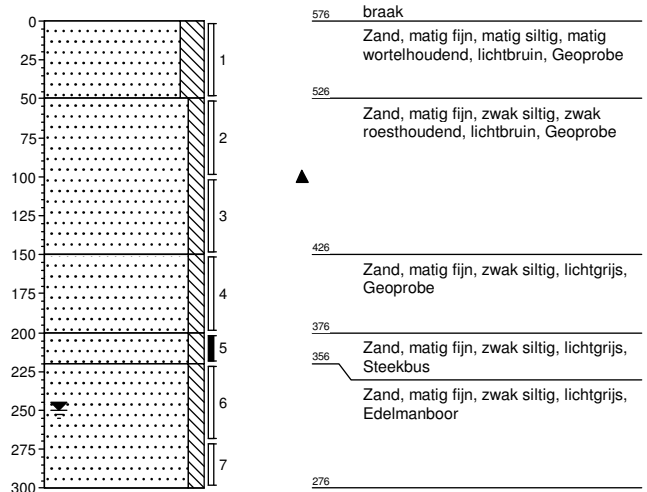 0
25
50
75
100
125
150
175
200
225
250
275
300
1
2
3
4
5
6
7
576
braak
Zand, matig fijn, matig siltig, matig
wortelhoudend, lichtbruin, Geoprobe
526
Zand, matig fijn, zwak siltig, zwak
roesthoudend, lichtbruin, Geoprobe
426
Zand, matig fijn, zwak siltig, lichtgrijs,
Geoprobe
376
Zand, matig fijn, zwak siltig, lichtgrijs,
Steekbus
356
Zand, matig fijn, zwak siltig, lichtgrijs,
Edelmanboor
276